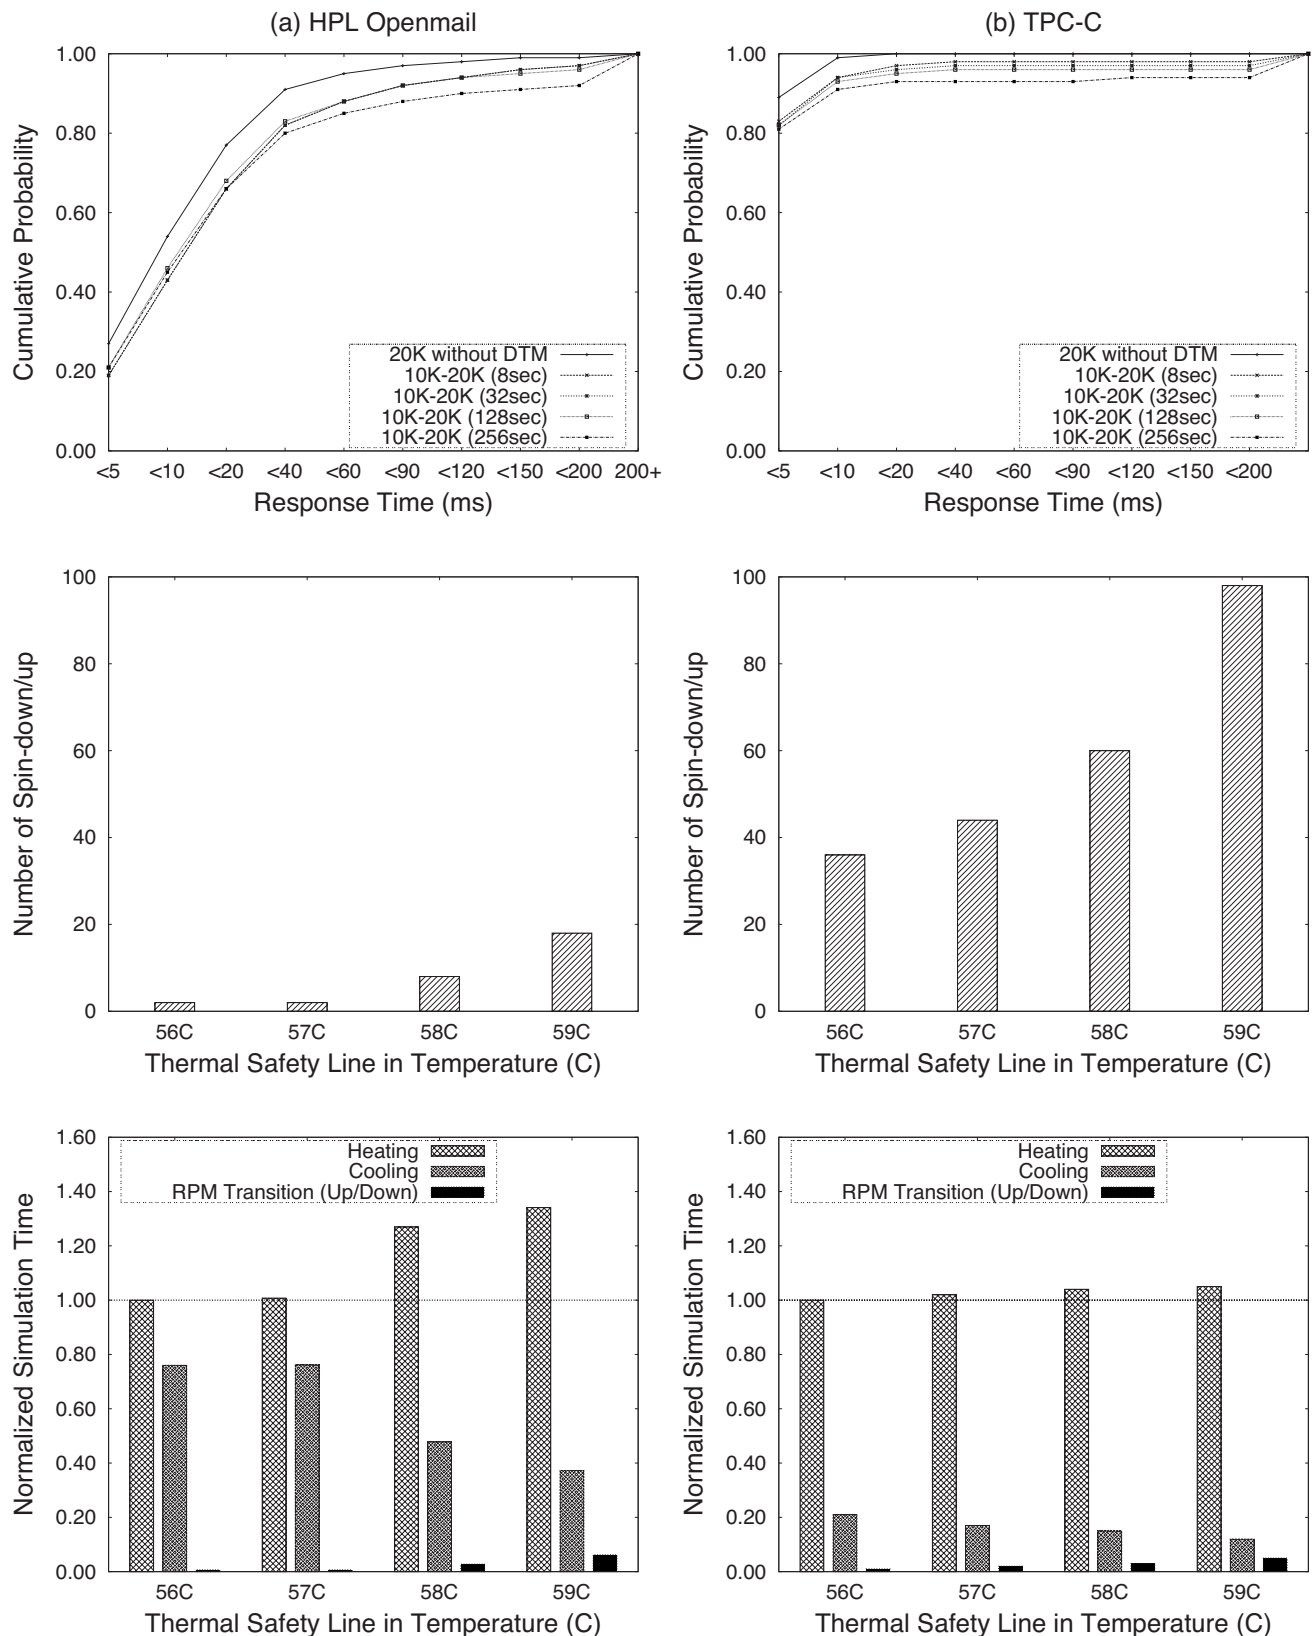 (a) HPL Openmail
Cumulative Probability
1.00
0.80
0.60
0.40
0.20
0.00
20K without DTM
10K-20K (8sec)
10K-20K (32sec)
10K-20K (128sec)
10K-20K (256sec)
<5 <10 <20 <40 <60 <90 <120 <150 <200 200+
Response Time (ms)
(b) TPC-C
Cumulative Probability
1.00
0.80
0.60
0.40
0.20
0.00
20K without DTM
10K-20K (8sec)
10K-20K (32sec)
10K-20K (128sec)
10K-20K (256sec)
<5 <10 <20 <40 <60 <90 <120 <150 <200
Response Time (ms)
Number of Spin-down/up
100
80
60
40
20
0
56C 57C 58C 59C
Thermal Safety Line in Temperature (C)
Number of Spin-down/up
100
80
60
40
20
0
56C 57C 58C 59C
Thermal Safety Line in Temperature (C)
Normalized Simulation Time
1.60
1.40
1.20
1.00
0.80
0.60
0.40
0.20
0.00
Heating
Cooling
RPM Transition (Up/Down)
56C 57C 58C 59C
Thermal Safety Line in Temperature (C)
Normalized Simulation Time
1.60
1.40
1.20
1.00
0.80
0.60
0.40
0.20
0.00
Heating
Cooling
RPM Transition (Up/Down)
56C 57C 58C 59C
Thermal Safety Line in Temperature (C)